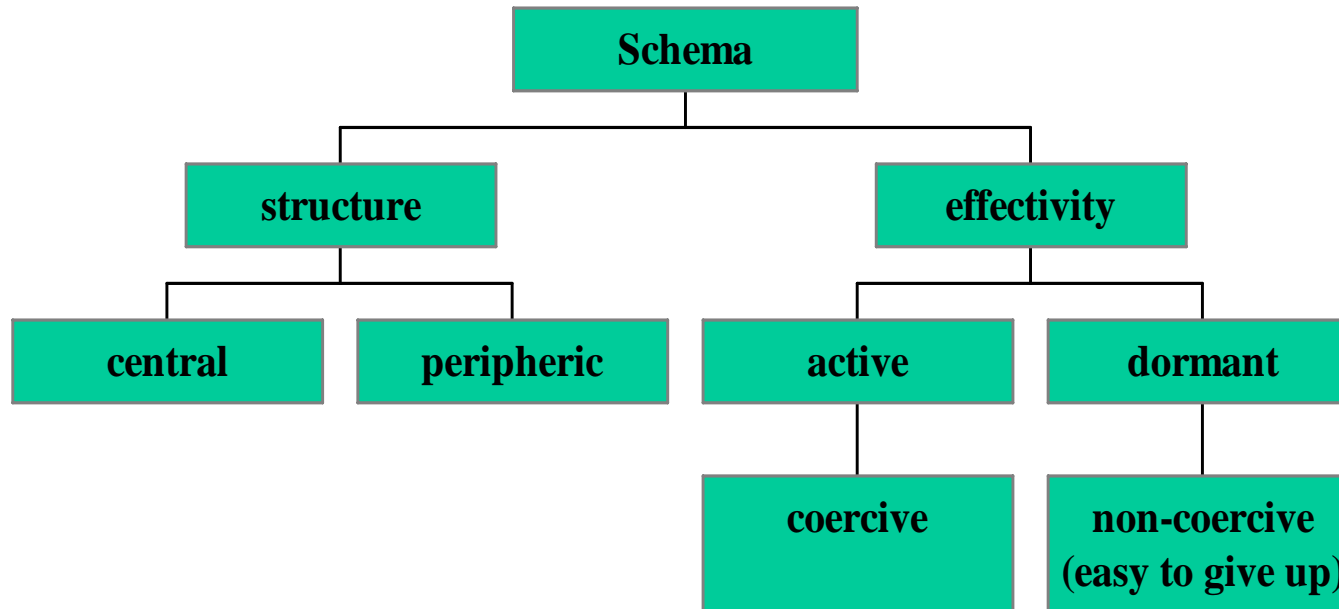 Schema
structure
effectivity
central
peripheric
active
dormant
coercive
non-coercive
(easy to give up)